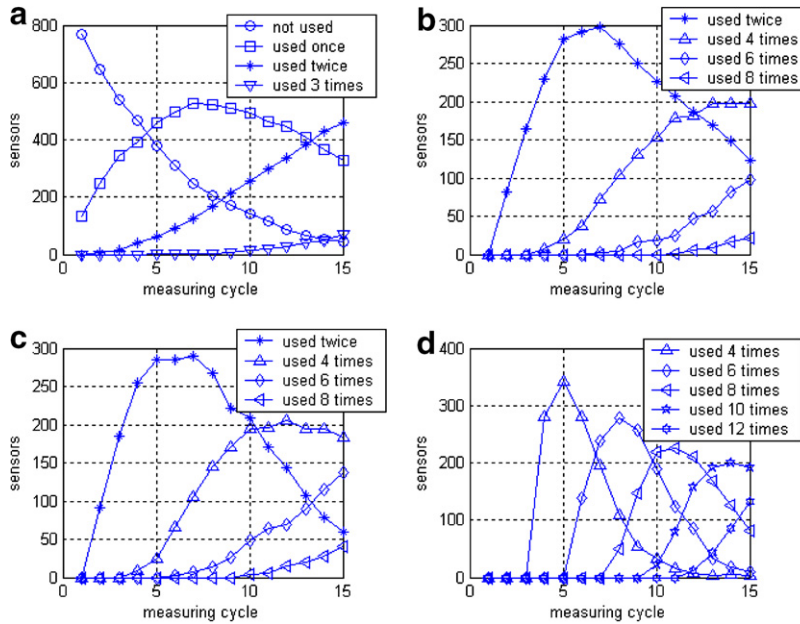 a
not used
used once
used twice
used 3 times
800
600
400
200
0
sensors
0
5
10
15
measuring cycle
b
used twice
used 4 times
used 6 times
used 8 times
300
250
200
150
100
50
0
sensors
0
5
10
15
measuring cycle
c
used twice
used 4 times
used 6 times
used 8 times
300
250
200
150
100
50
0
sensors
0
5
10
15
measuring cycle
d
used 4 times
used 6 times
used 8 times
used 10 times
used 12 times
400
300
200
100
0
sensors
0
5
10
15
measuring cycle